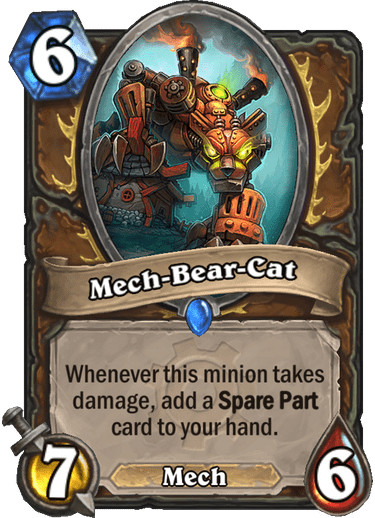 6
Mech-Bear-Cat
Whenever this minion takes
damage, add a Spare Part
card to your hand.
7
Mech
6